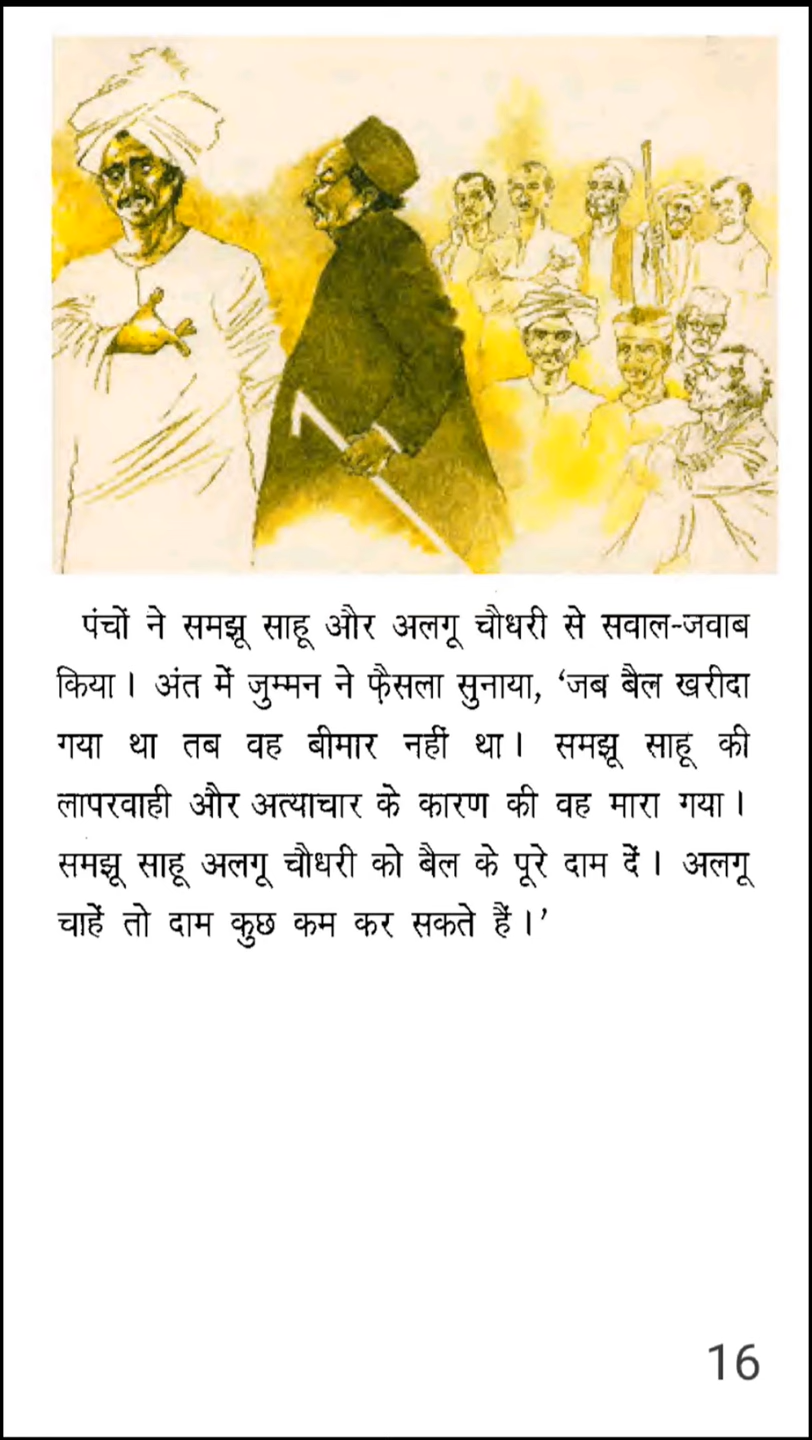 पंचों ने समझू साहू और अलगू चौधरी से सवाल-जवाब
किया। अंत में जुम्मन ने फ़ैसला सुनाया, ‘जब बैल खरीदा
गया था तब वह बीमार नहीं था। समझू साहू की
लापरवाही और अत्याचार के कारण की वह मारा गया।
समझू साहू अलगू चौधरी को बैल के पूरे दाम दें। अलगू
चाहें तो दाम कुछ कम कर सकते हैं।’
16